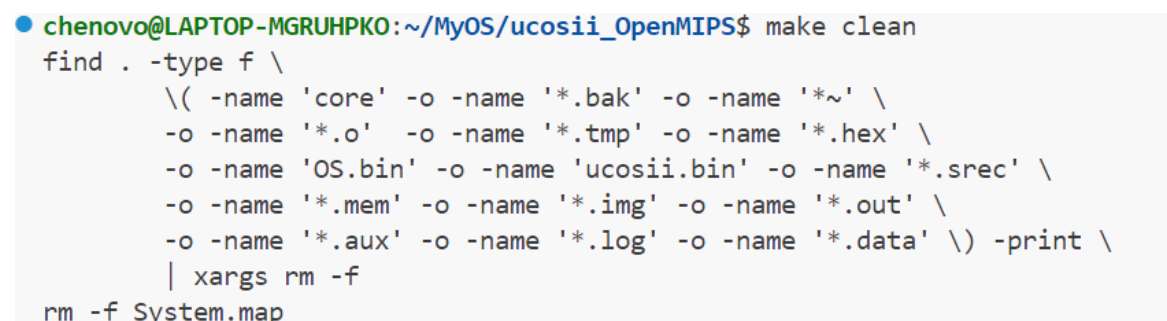 chenovo@LAPTOP-MGRUHPKO:~/MyOS/ucosii_OpenMIPS$ make clean
find . -type f \
\( -name 'core' -o -name '*.bak' -o -name '*~' \
-o -name '*.o'  -o -name '*.tmp' -o -name '*.hex' \
-o -name 'OS.bin' -o -name 'ucosii.bin' -o -name '*.srec' \
-o -name '*.mem' -o -name '*.img' -o -name '*.out' \
-o -name '*.aux' -o -name '*.log' -o -name '*.data' \) -print \
| xargs rm -f
rm -f System.map